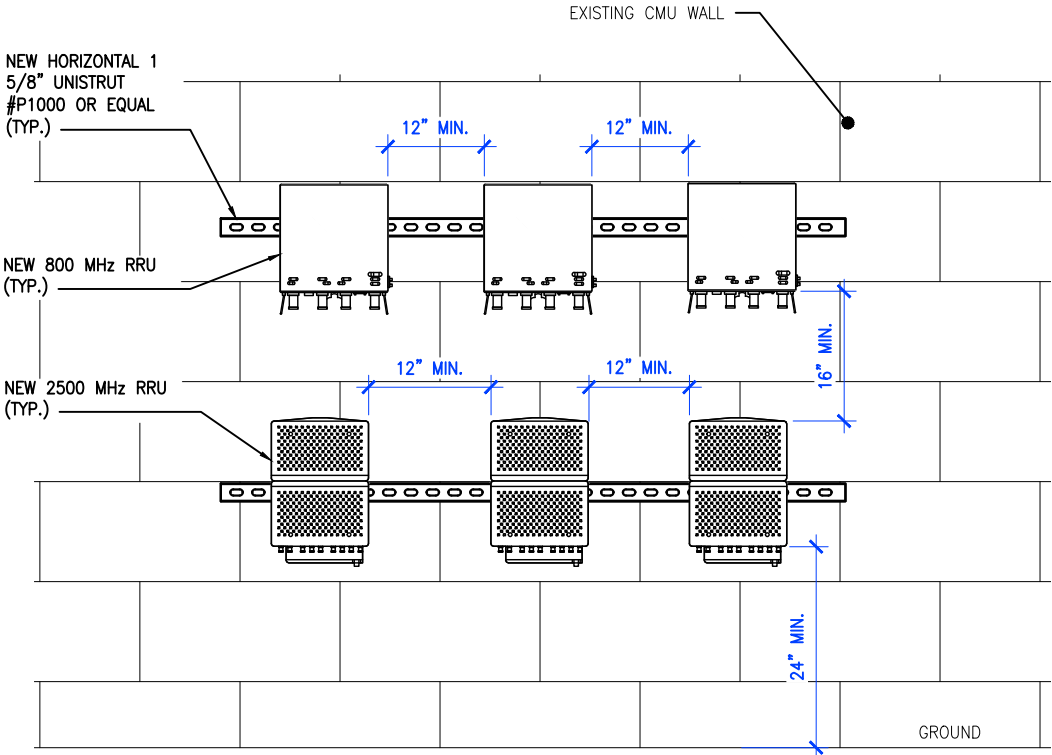 EXISTING CMU WALL
NEW HORIZONTAL 1
5/8" UNISTRUT
#P1000 OR EQUAL
(TYP.)
12" MIN.
12" MIN.
NEW 800 MHz RRU
(TYP.)
16" MIN.
12" MIN.
12" MIN.
NEW 2500 MHz RRU
(TYP.)
24" MIN.
GROUND